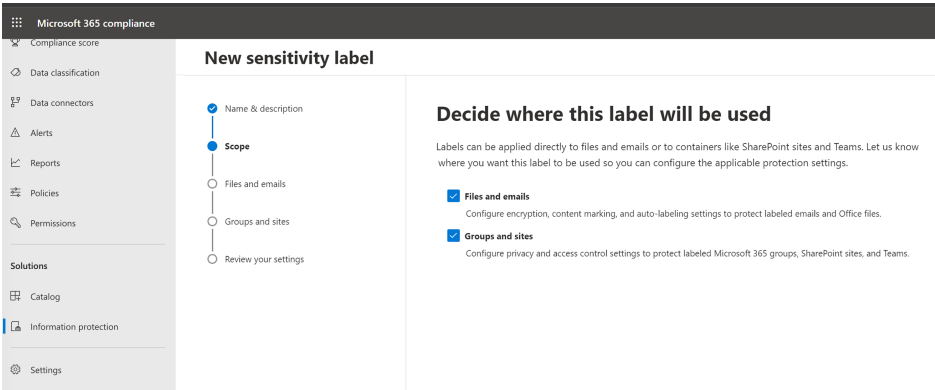 Microsoft 365 compliance
Compliance score
Data classification
Data connectors
Alerts
Reports
Policies
Permissions
Solutions
Catalog
Information protection
Settings
New sensitivity label
Name & description
Scope
Files and emails
Groups and sites
Review your settings
Decide where this label will be used
Labels can be applied directly to files and emails or to containers like SharePoint sites and Teams. Let us know
where you want this label to be used so you can configure the applicable protection settings.
Files and emails
Configure encryption, content marking, and auto-labeling settings to protect labeled emails and Office files.
Groups and sites
Configure privacy and access control settings to protect labeled Microsoft 365 groups, SharePoint sites, and Teams.